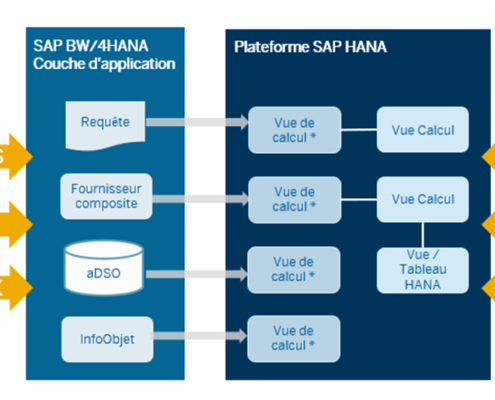 SAP BW/4HANA
Couche d'application
Plateforme SAP HANA
Requête
Vue de
calcul *
Vue Calcul
Fournisseur
composite
Vue de
calcul *
Vue Calcul
aDSO
Vue de
calcul *
Vue /
Tableau
HANA
InfoObjet
Vue de
calcul *